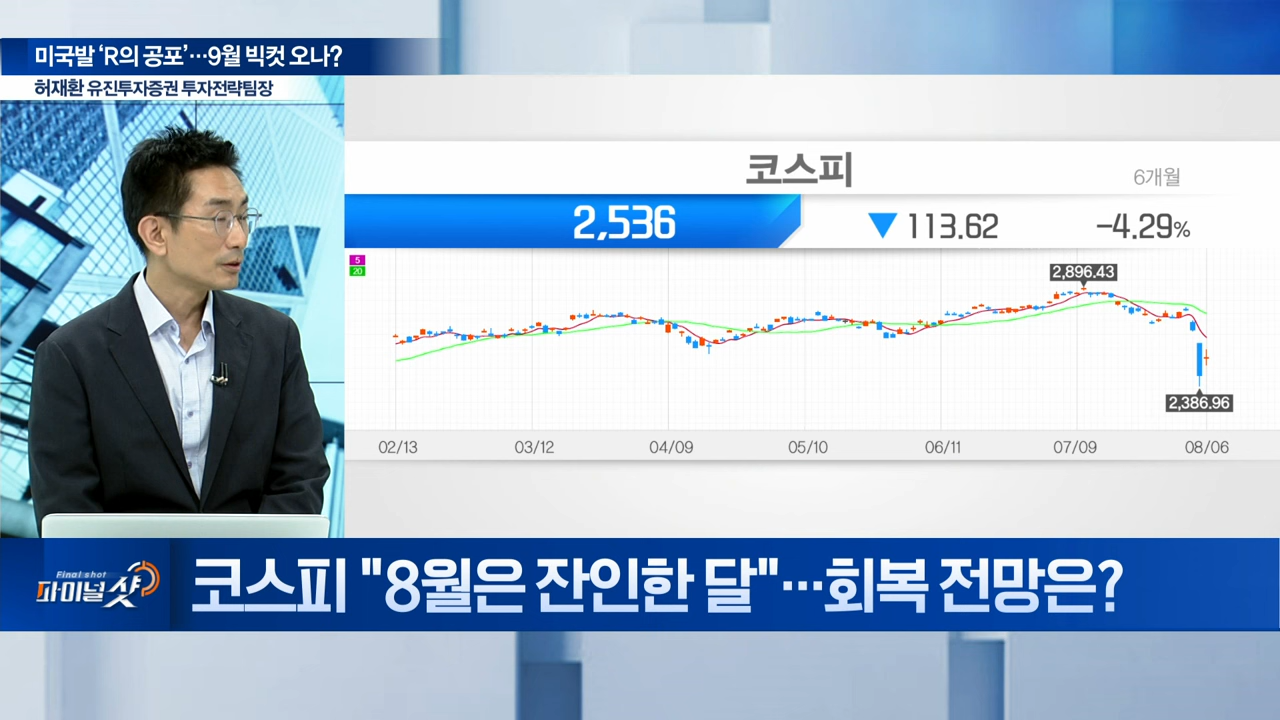 미국발 ‘R의 공포’…9월 빅컷 오나?
허재환 유진투자증권 투자전략팀장
코스피
6개월
2,536
▼ 113.62
-4.29%
5
20
2,896.43
2,386.96
02/13
03/12
04/09
05/10
06/11
07/09
08/06
Final shot
파이널 샷
코스피 "8월은 잔인한 달"…회복 전망은?